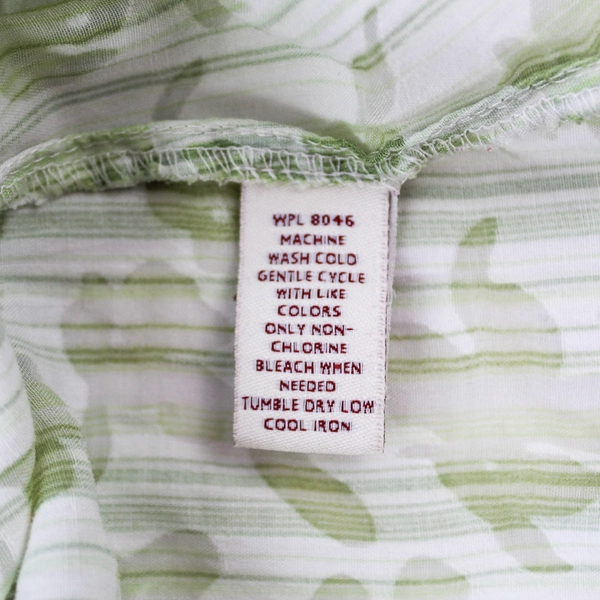 WPL 8046
MACHINE
WASH COLD
GENTLE CYCLE
WITH LIKE
COLORS
ONLY NON-
CHLORINE
BLEACH WHEN
NEEDED
TUMBLE DRY LOW
COOL IRON